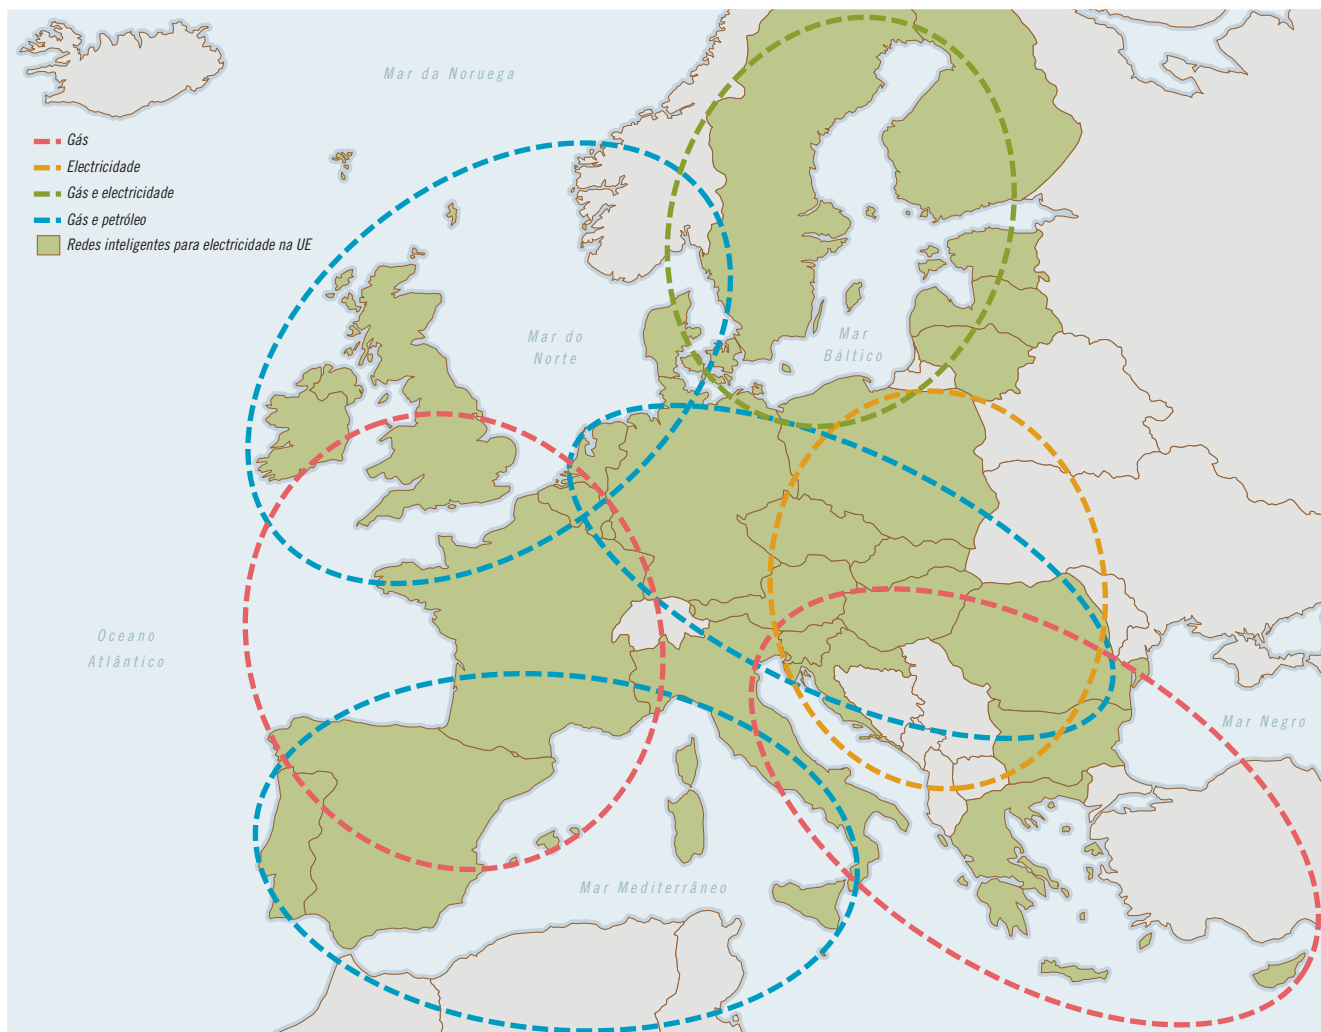 Mar da Noruega
Gás
Electricidade
Gás e electricidade
Gás e petróleo
Redes inteligentes para electricidade na UE
Mar do
Norte
Mar
Báltico
Oceano
Atlântico
Mar Negro
Mar Mediterrâneo